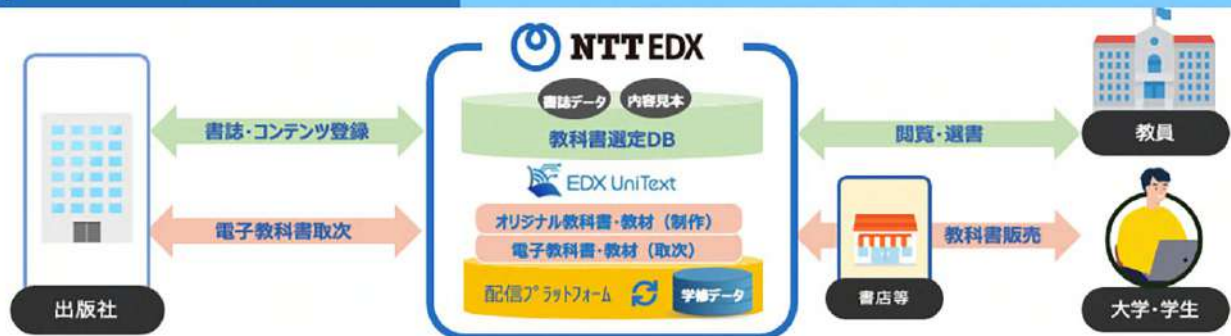 NTT EDX
書誌データ 内容見本
教科書選定DB
EDX UniText
オリジナル教科書・教材（制作）
電子教科書・教材（取次）
配信プラットフォーム
学修データ
書誌・コンテンツ登録
電子教科書取次
出版社
閲覧・選書
教員
教科書販売
書店等
大学・学生